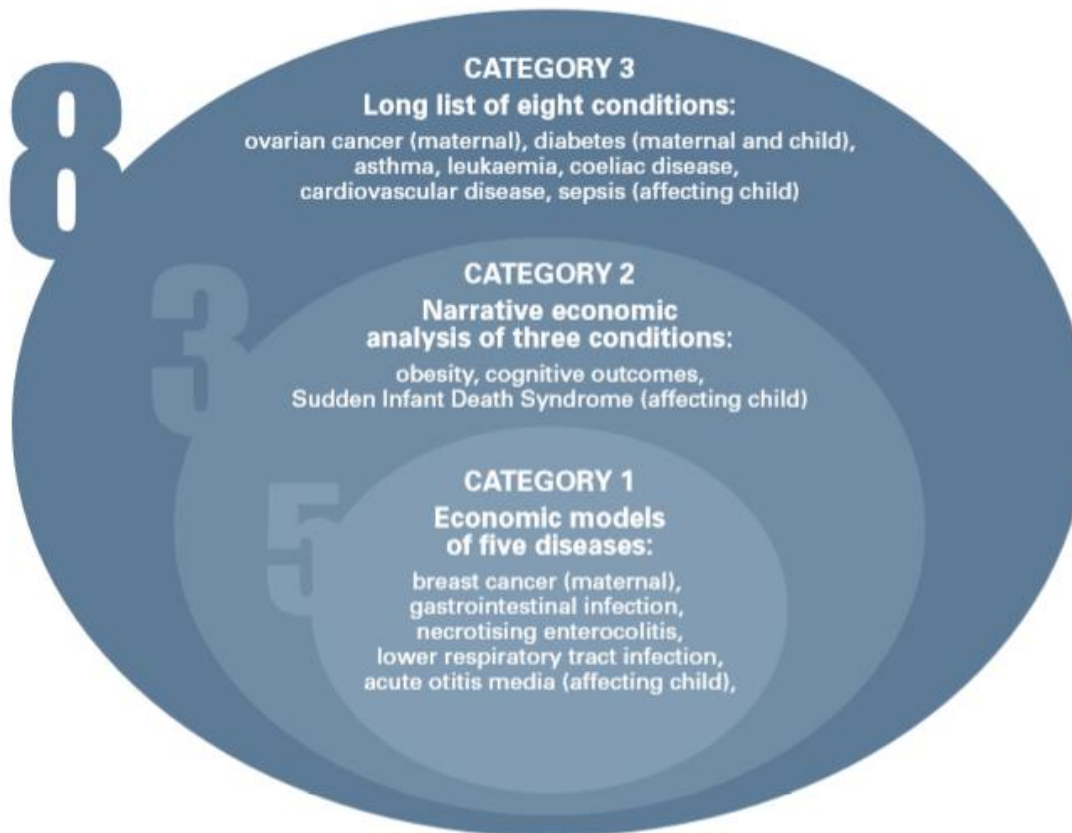 8
CATEGORY 3
Long list of eight conditions:
ovarian cancer (maternal), diabetes (maternal and child),
asthma, leukaemia, coeliac disease,
cardiovascular disease, sepsis (affecting child)
3
CATEGORY 2
Narrative economic
analysis of three conditions:
obesity, cognitive outcomes,
Sudden Infant Death Syndrome (affecting child)
5
CATEGORY 1
Economic models
of five diseases:
breast cancer (maternal),
gastrointestinal infection,
necrotising enterocolitis,
lower respiratory tract infection,
acute otitis media (affecting child),